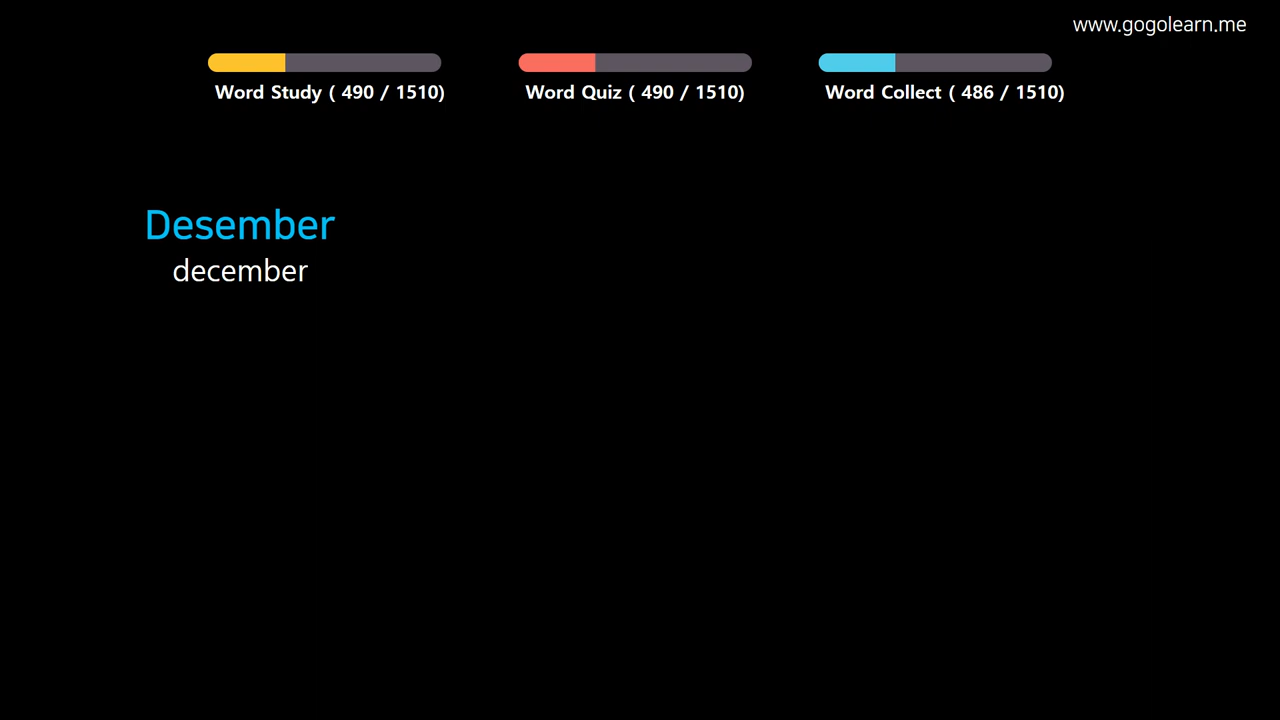 www.gogolearn.me
Word Study ( 490 / 1510)
Word Quiz ( 490 / 1510)
Word Collect ( 486 / 1510)
Desember
december